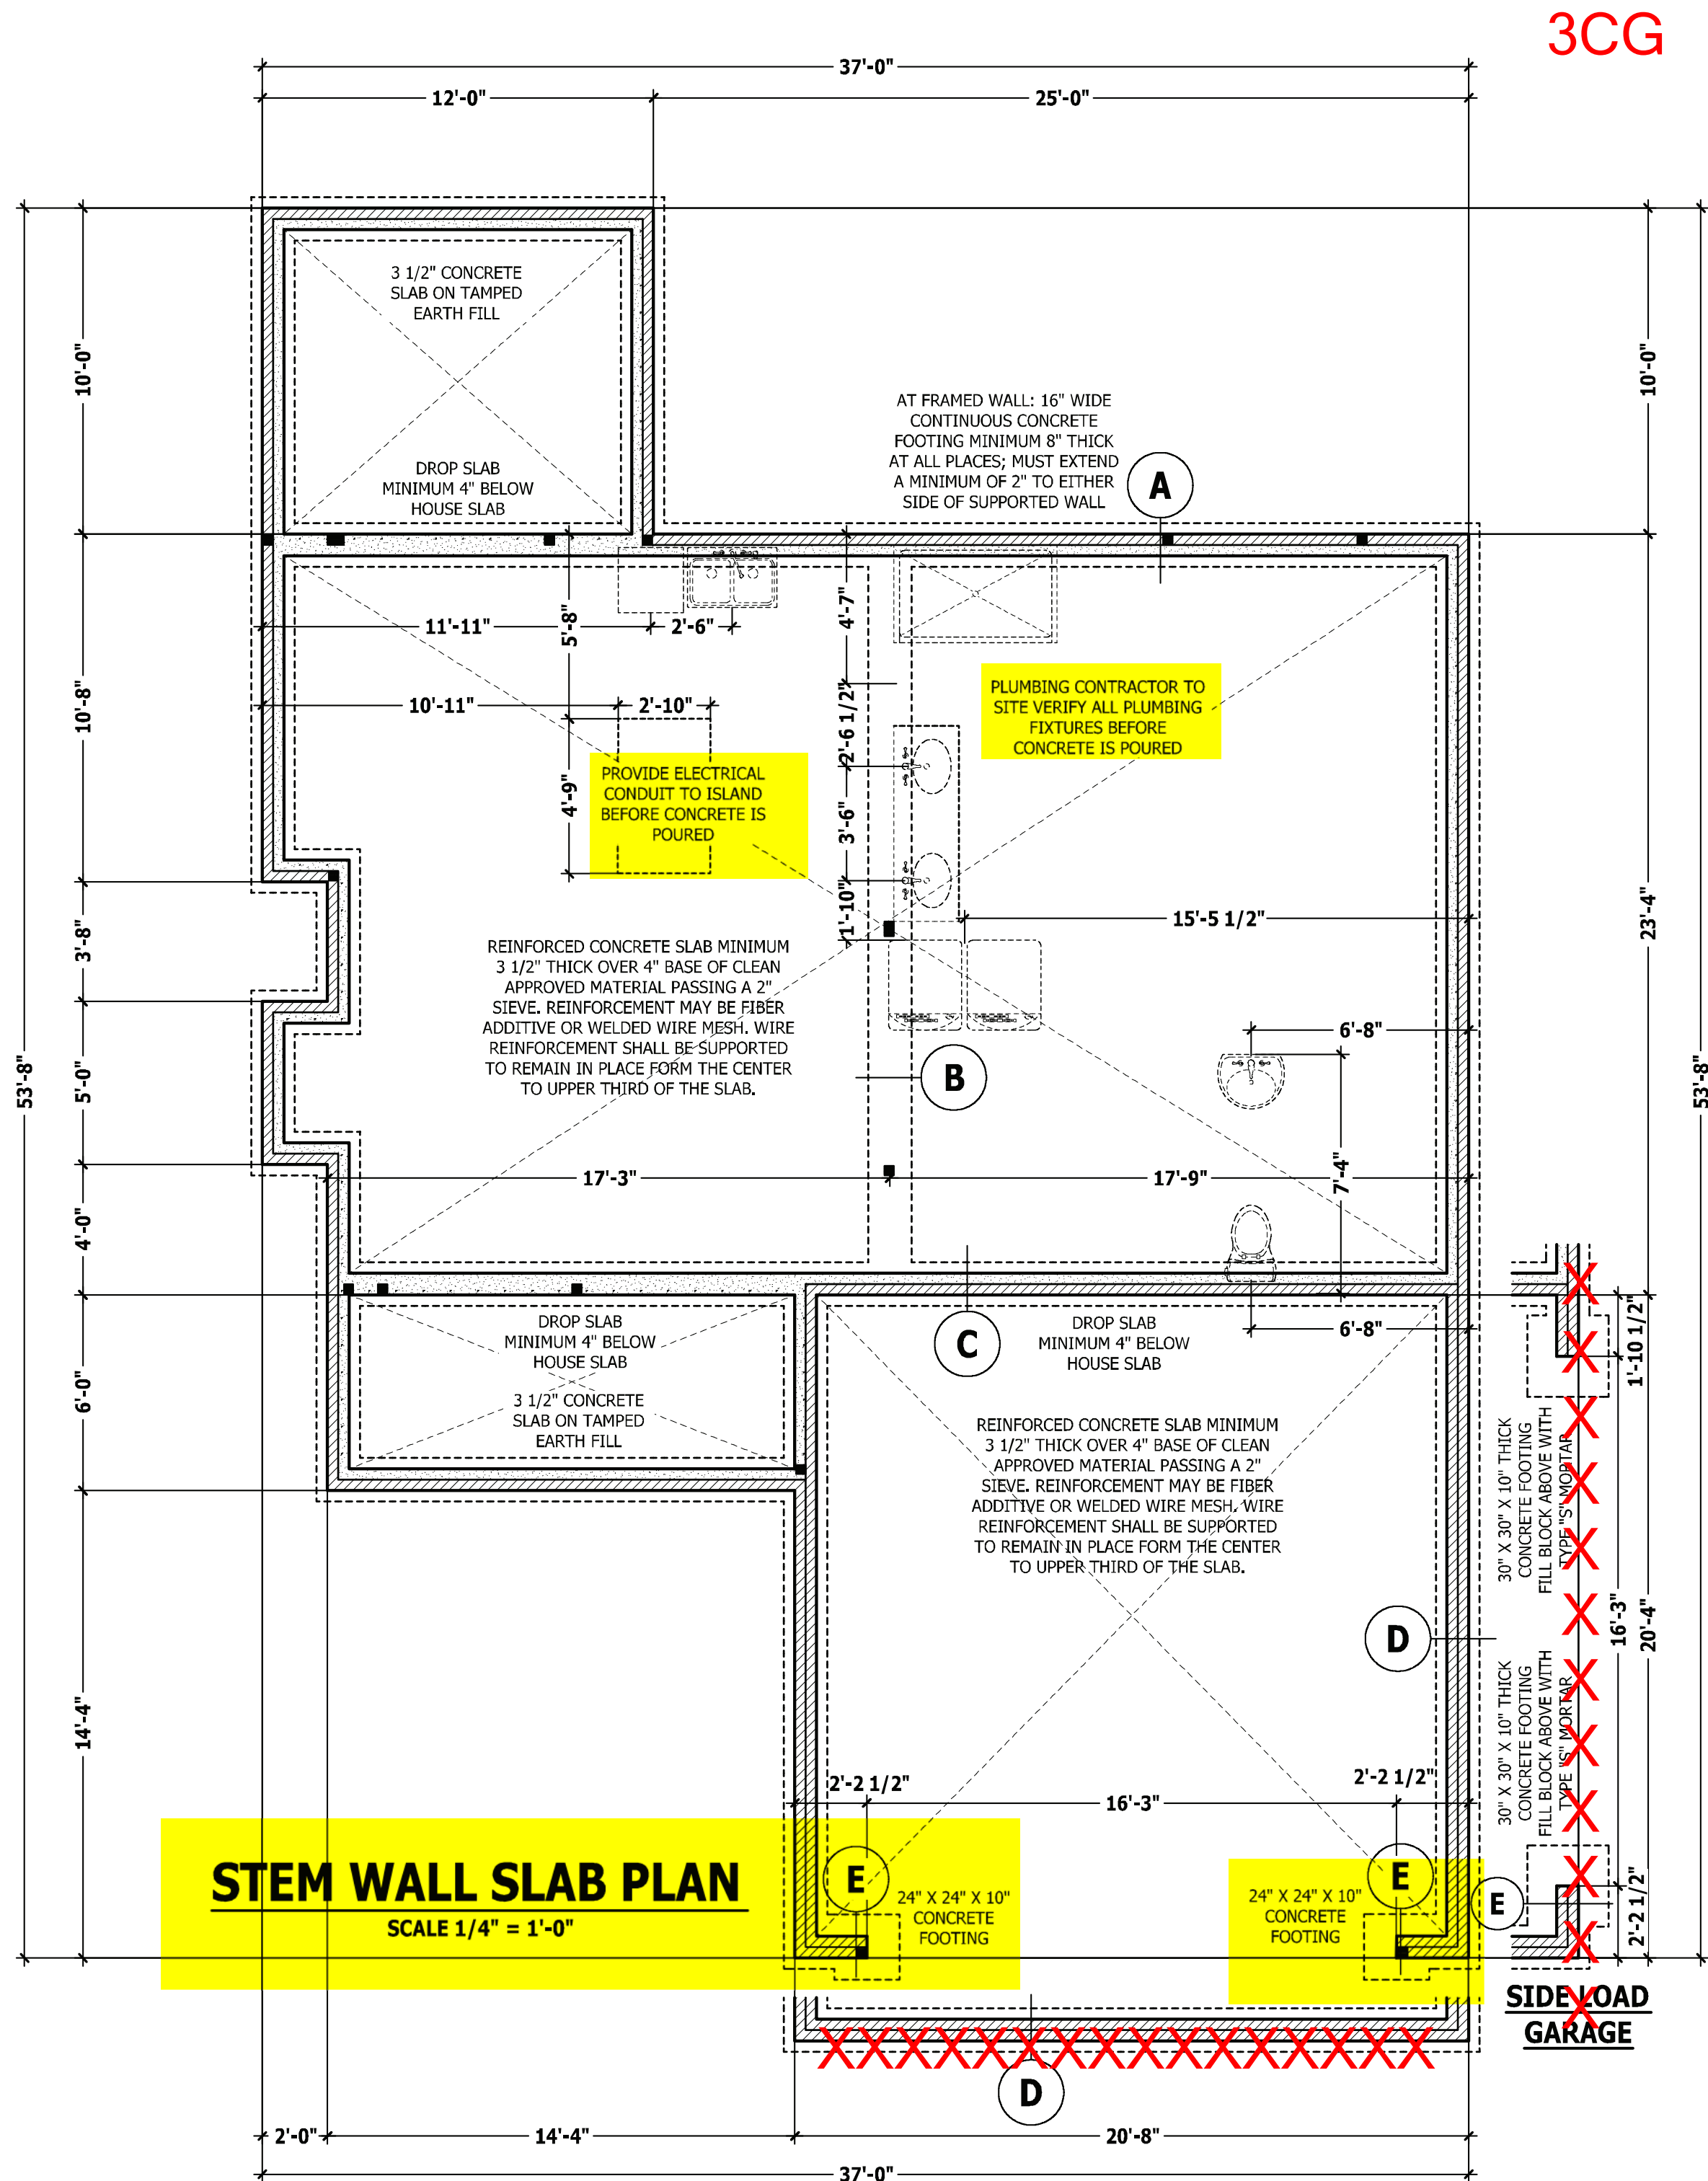 3CG
37'-0"
12'-0"
25'-0"
3 1/2" CONCRETE
SLAB ON TAMPED
EARTH FILL
10'-0"
10'-0"
AT FRAMED WALL: 16" WIDE
CONTINUOUS CONCRETE
FOOTING MINIMUM 8" THICK
AT ALL PLACES; MUST EXTEND
A MINIMUM OF 2" TO EITHER
SIDE OF SUPPORTED WALL
A
DROP SLAB
MINIMUM 4" BELOW
HOUSE SLAB
11'-11"
5'-8"
2'-6"
4'-7"
10'-8"
10'-11"
2'-10"
2'-6 1/2"
PLUMBING CONTRACTOR TO
SITE VERIFY ALL PLUMBING
FIXTURES BEFORE
CONCRETE IS POURED
PROVIDE ELECTRICAL
CONDUIT TO ISLAND
BEFORE CONCRETE IS
POURED
4'-9"
3'-6"
1'-10"
15'-5 1/2"
23'-4"
3'-8"
REINFORCED CONCRETE SLAB MINIMUM
3 1/2" THICK OVER 4" BASE OF CLEAN
APPROVED MATERIAL PASSING A 2"
SIEVE. REINFORCEMENT MAY BE FIBER
ADDITIVE OR WELDED WIRE MESH. WIRE
REINFORCEMENT SHALL BE SUPPORTED
TO REMAIN IN PLACE FORM THE CENTER
TO UPPER THIRD OF THE SLAB.
6'-8"
53'-8"
5'-0"
B
53'-8"
17'-3"
17'-9"
7'-4"
4'-0"
DROP SLAB
MINIMUM 4" BELOW
HOUSE SLAB
3 1/2" CONCRETE
SLAB ON TAMPED
EARTH FILL
C
DROP SLAB
MINIMUM 4" BELOW
HOUSE SLAB
6'-8"
1'-10 1/2"
6'-0"
REINFORCED CONCRETE SLAB MINIMUM
3 1/2" THICK OVER 4" BASE OF CLEAN
APPROVED MATERIAL PASSING A 2"
SIEVE. REINFORCEMENT MAY BE FIBER
ADDITIVE OR WELDED WIRE MESH. WIRE
REINFORCEMENT SHALL BE SUPPORTED
TO REMAIN IN PLACE FORM THE CENTER
TO UPPER THIRD OF THE SLAB.
30" X 30" X 10" THICK
CONCRETE FOOTING
FILL BLOCK ABOVE WITH
TYPE "S" MORTAR
16'-3"
20'-4"
D
30" X 30" X 10" THICK
CONCRETE FOOTING
FILL BLOCK ABOVE WITH
TYPE "S" MORTAR
14'-4"
2'-2 1/2"
16'-3"
2'-2 1/2"
STEM WALL SLAB PLAN
SCALE 1/4" = 1'-0"
E
24" X 24" X 10"
CONCRETE
FOOTING
E
24" X 24" X 10"
CONCRETE
FOOTING
E
2'-2 1/2"
SIDE LOAD
GARAGE
D
2'-0"
14'-4"
20'-8"
37'-0"